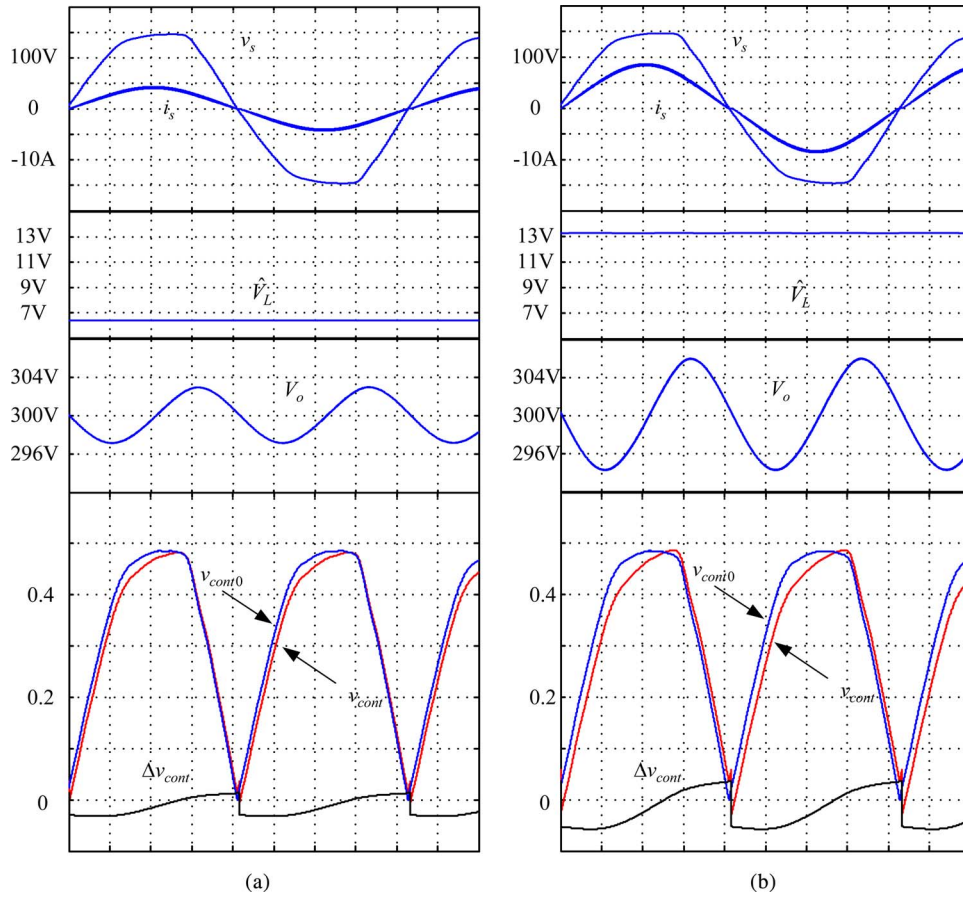 v_s
100V
0
i_s
-10A
13V
11V
9V
7V
V̂_L
304V
300V
296V
V_o
0.4
0.2
0
v_cont0
v_cont
Δv_cont
(a)
v_s
100V
0
i_s
-10A
13V
11V
9V
7V
V̂_L
304V
300V
296V
V_o
0.4
0.2
0
v_cont0
v_cont
Δv_cont
(b)